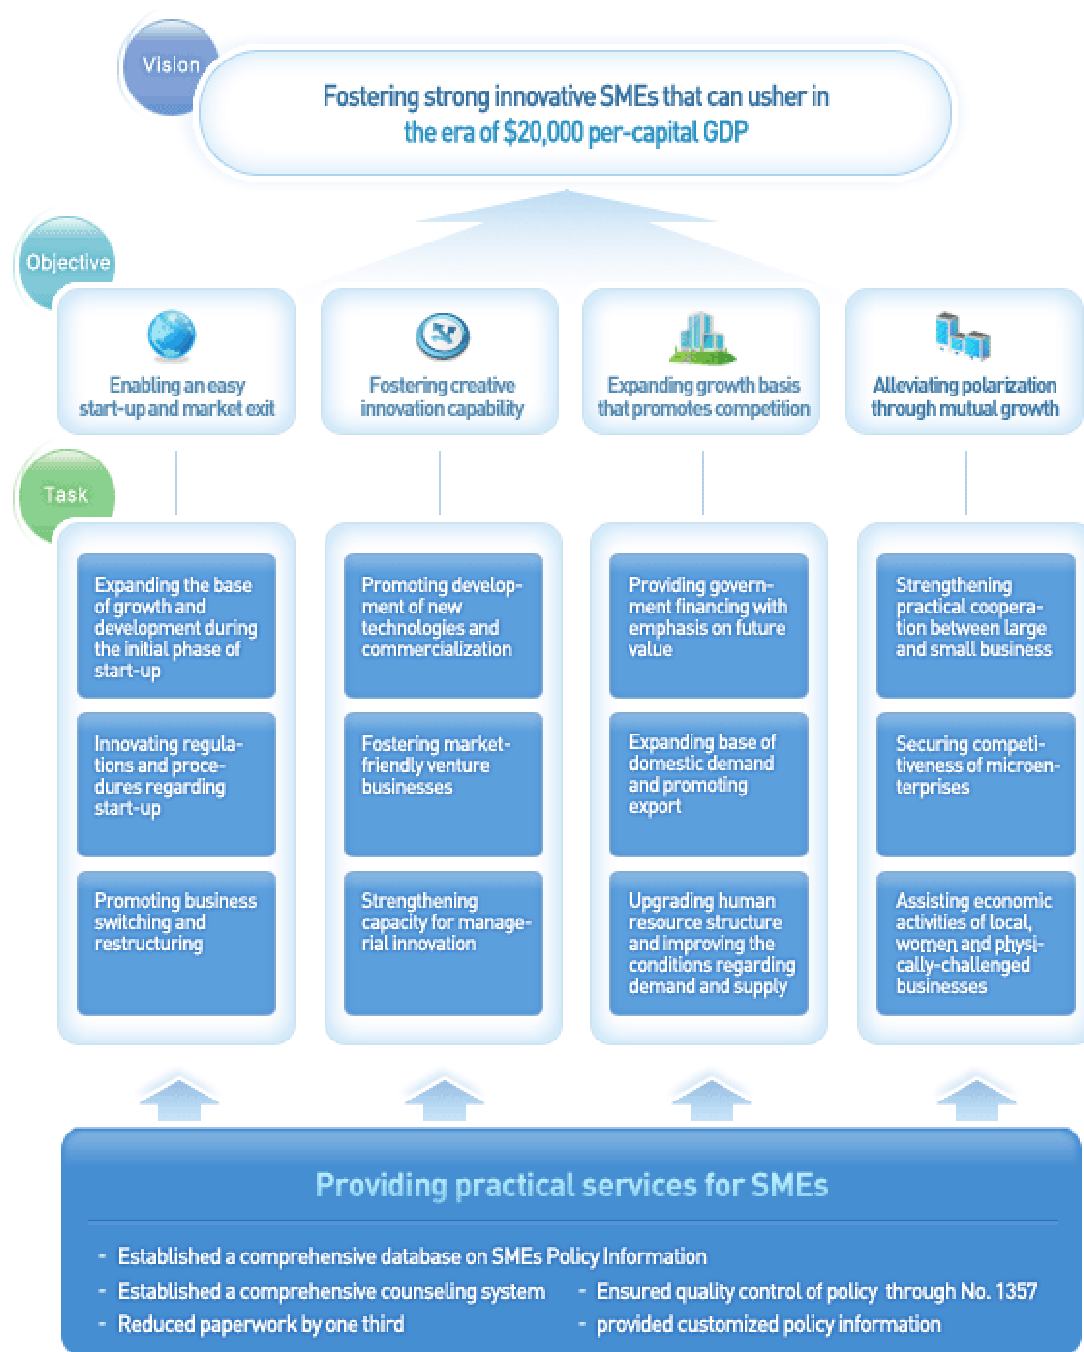 Vision
Fostering strong innovative SMEs that can usher in
the era of $20,000 per-capital GDP
Objective
Enabling an easy
start-up and market exit
Fostering creative
innovation capability
Expanding growth basis
that promotes competition
Alleviating polarization
through mutual growth
Task
Expanding the base
of growth and
development during
the initial phase of
start-up
Innovating regula-
tions and proce-
dures regarding
start-up
Promoting business
switching and
restructuring
Promoting develop-
ment of new
technologies and
commercialization
Fostering market-
friendly venture
businesses
Strengthening
capacity for manage-
rial innovation
Providing govern-
ment financing with
emphasis on future
value
Expanding base of
domestic demand
and promoting
export
Upgrading human
resource structure
and improving the
conditions regarding
demand and supply
Strengthening
practical coopera-
tion between large
and small business
Securing competi-
tiveness of microen-
terprises
Assisting economic
activities of local,
women and physi-
cally-challenged
businesses
Providing practical services for SMEs
- Established a comprehensive database on SMEs Policy Information
- Established a comprehensive counseling system
- Ensured quality control of policy through No. 1357
- Reduced paperwork by one third
- provided customized policy information